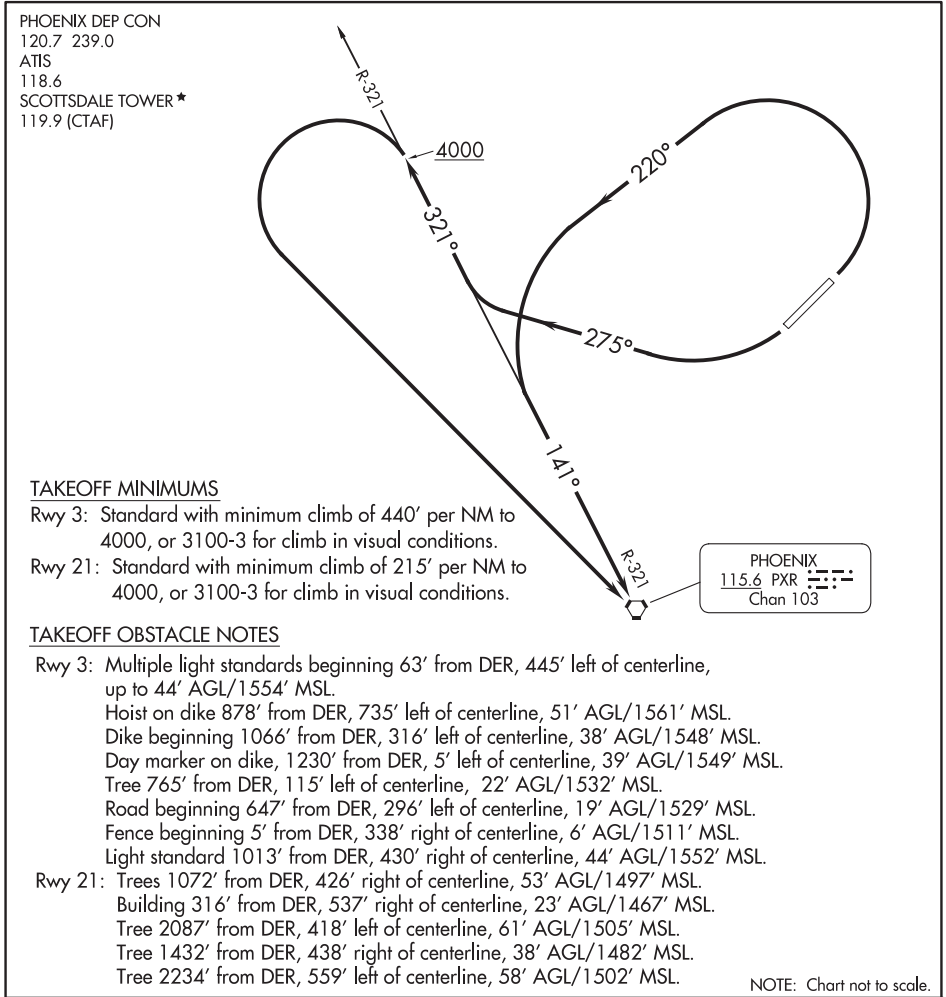 PHOENIX DEP CON
120.7 239.0
ATIS
118.6
SCOTTSDALE TOWER★
119.9 (CTAF)
R-321
4000
220°
321°
275°
141°
R-321
PHOENIX
115.6 PXR
Chan 103
TAKEOFF MINIMUMS
Rwy 3: Standard with minimum climb of 440' per NM to
4000, or 3100-3 for climb in visual conditions.
Rwy 21: Standard with minimum climb of 215' per NM to
4000, or 3100-3 for climb in visual conditions.
TAKEOFF OBSTACLE NOTES
Rwy 3: Multiple light standards beginning 63' from DER, 445' left of centerline,
up to 44' AGL/1554' MSL.
Hoist on dike 878' from DER, 735' left of centerline, 51' AGL/1561' MSL.
Dike beginning 1066' from DER, 316' left of centerline, 38' AGL/1548' MSL.
Day marker on dike, 1230' from DER, 5' left of centerline, 39' AGL/1549' MSL.
Tree 765' from DER, 115' left of centerline, 22' AGL/1532' MSL.
Road beginning 647' from DER, 296' left of centerline, 19' AGL/1529' MSL.
Fence beginning 5' from DER, 338' right of centerline, 6' AGL/1511' MSL.
Light standard 1013' from DER, 430' right of centerline, 44' AGL/1552' MSL.
Rwy 21: Trees 1072' from DER, 426' right of centerline, 53' AGL/1497' MSL.
Building 316' from DER, 537' right of centerline, 23' AGL/1467' MSL.
Tree 2087' from DER, 418' left of centerline, 61' AGL/1505' MSL.
Tree 1432' from DER, 438' right of centerline, 38' AGL/1482' MSL.
Tree 2234' from DER, 559' left of centerline, 58' AGL/1502' MSL.
NOTE: Chart not to scale.